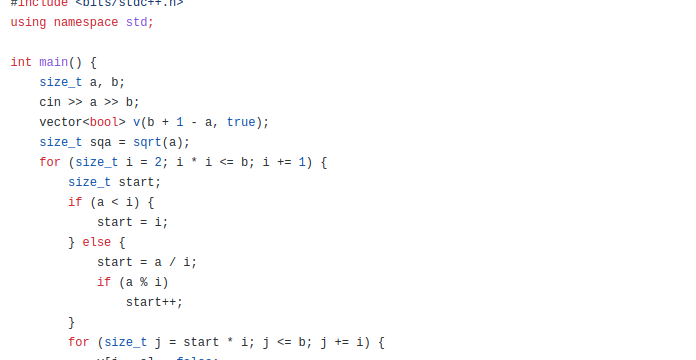 #include <bits/stdc++.h>
using namespace std;
int main() {
size_t a, b;
cin >> a >> b;
vector<bool> v(b + 1 - a, true);
size_t sqa = sqrt(a);
for (size_t i = 2; i * i <= b; i += 1) {
size_t start;
if (a < i) {
start = i;
} else {
start = a / i;
if (a % i)
start++;
}
for (size_t j = start * i; j <= b; j += i) {
v[j - a] = false;